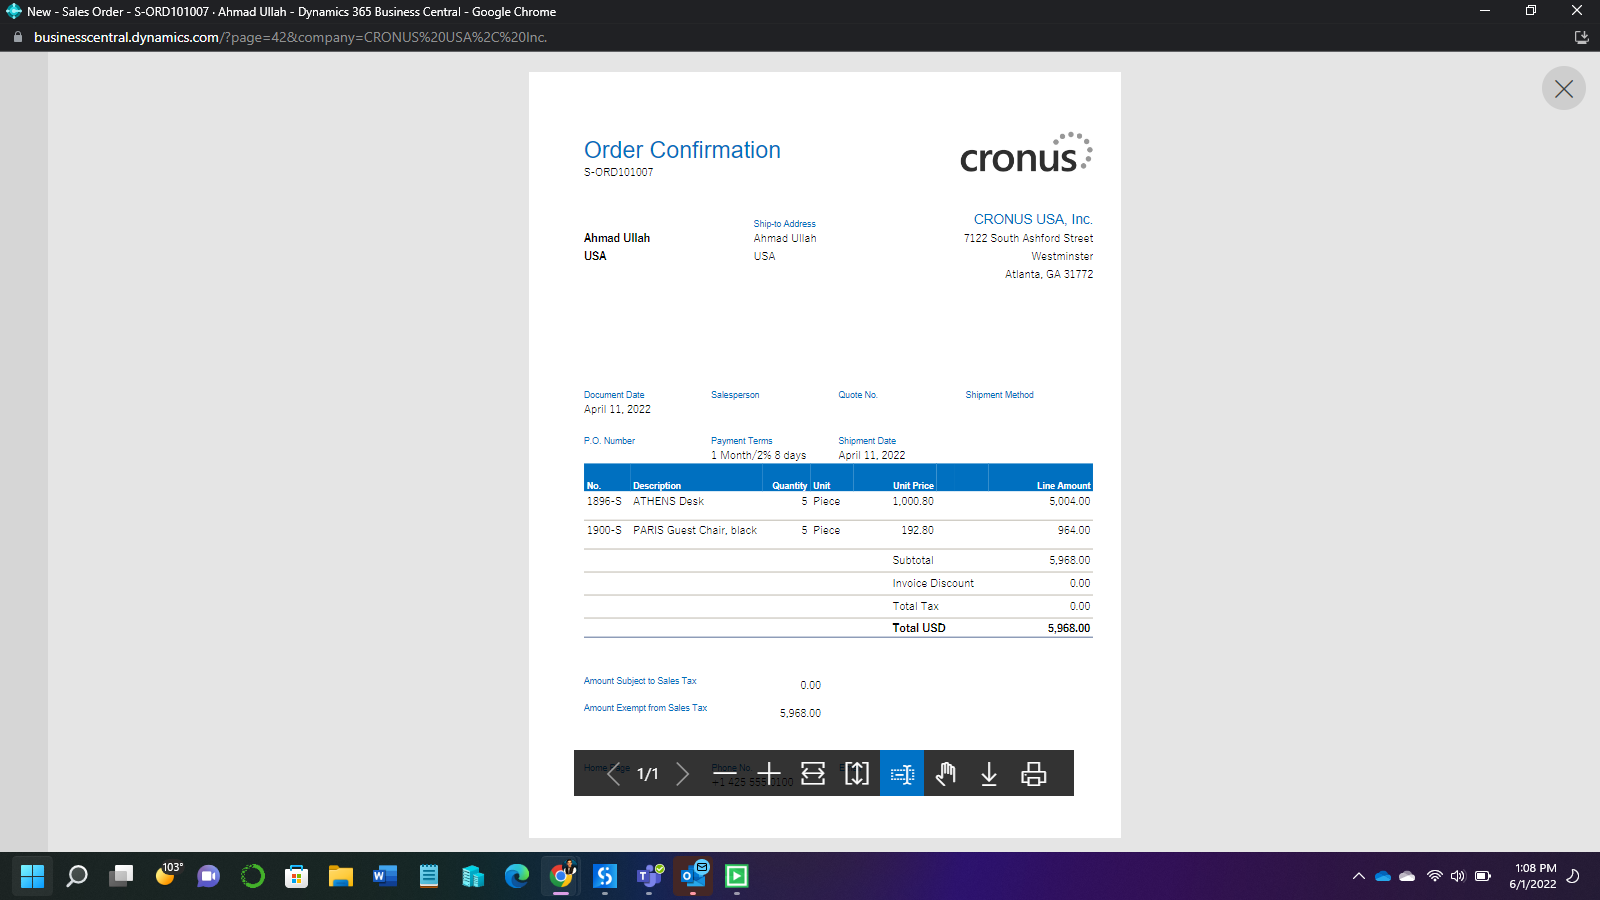 New - Sales Order - S-ORD101007 · Ahmad Ullah - Dynamics 365 Business Central - Google Chrome
businesscentral.dynamics.com/?page=42&company=CRONUS%20USA%2C%20Inc.
Order Confirmation
S-ORD101007
cronus
CRONUS USA, Inc.
7122 South Ashford Street
Westminster
Atlanta, GA 31772
Ahmad Ullah
USA
Ship-to Address
Ahmad Ullah
USA
Document Date Salesperson Quote No. Shipment Method
April 11, 2022
P.O. Number Payment Terms Shipment Date
1 Month/2% 8 days April 11, 2022
No. Description Quantity Unit Unit Price Line Amount
1896-S ATHENS Desk 5 Piece 1,000.80 5,004.00
1900-S PARIS Guest Chair, black 5 Piece 192.80 964.00
Subtotal 5,968.00
Invoice Discount 0.00
Total Tax 0.00
Total USD 5,968.00
Amount Subject to Sales Tax 0.00
Amount Exempt from Sales Tax 5,968.00
Home Page Phone No.
+1 425 555 0100
1/1
103°
1:08 PM
6/1/2022